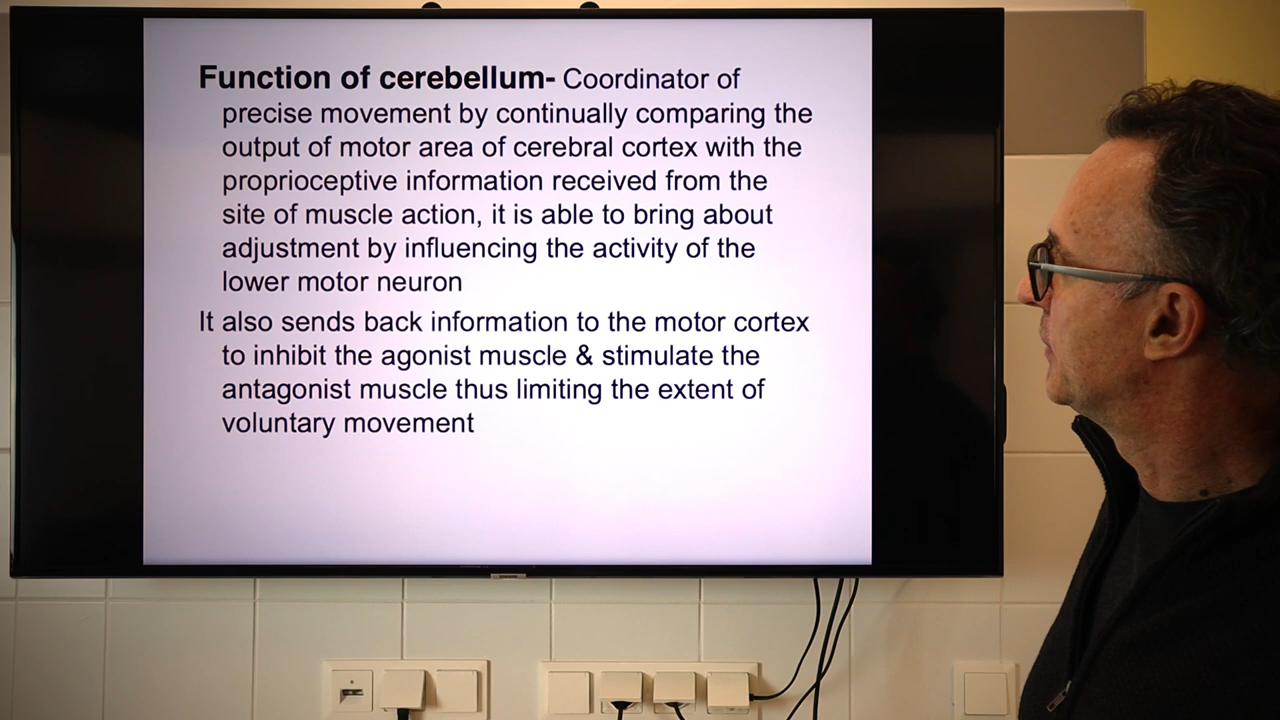 Function of cerebellum- Coordinator of
precise movement by continually comparing the
output of motor area of cerebral cortex with the
proprioceptive information received from the
site of muscle action, it is able to bring about
adjustment by influencing the activity of the
lower motor neuron
It also sends back information to the motor cortex
to inhibit the agonist muscle & stimulate the
antagonist muscle thus limiting the extent of
voluntary movement